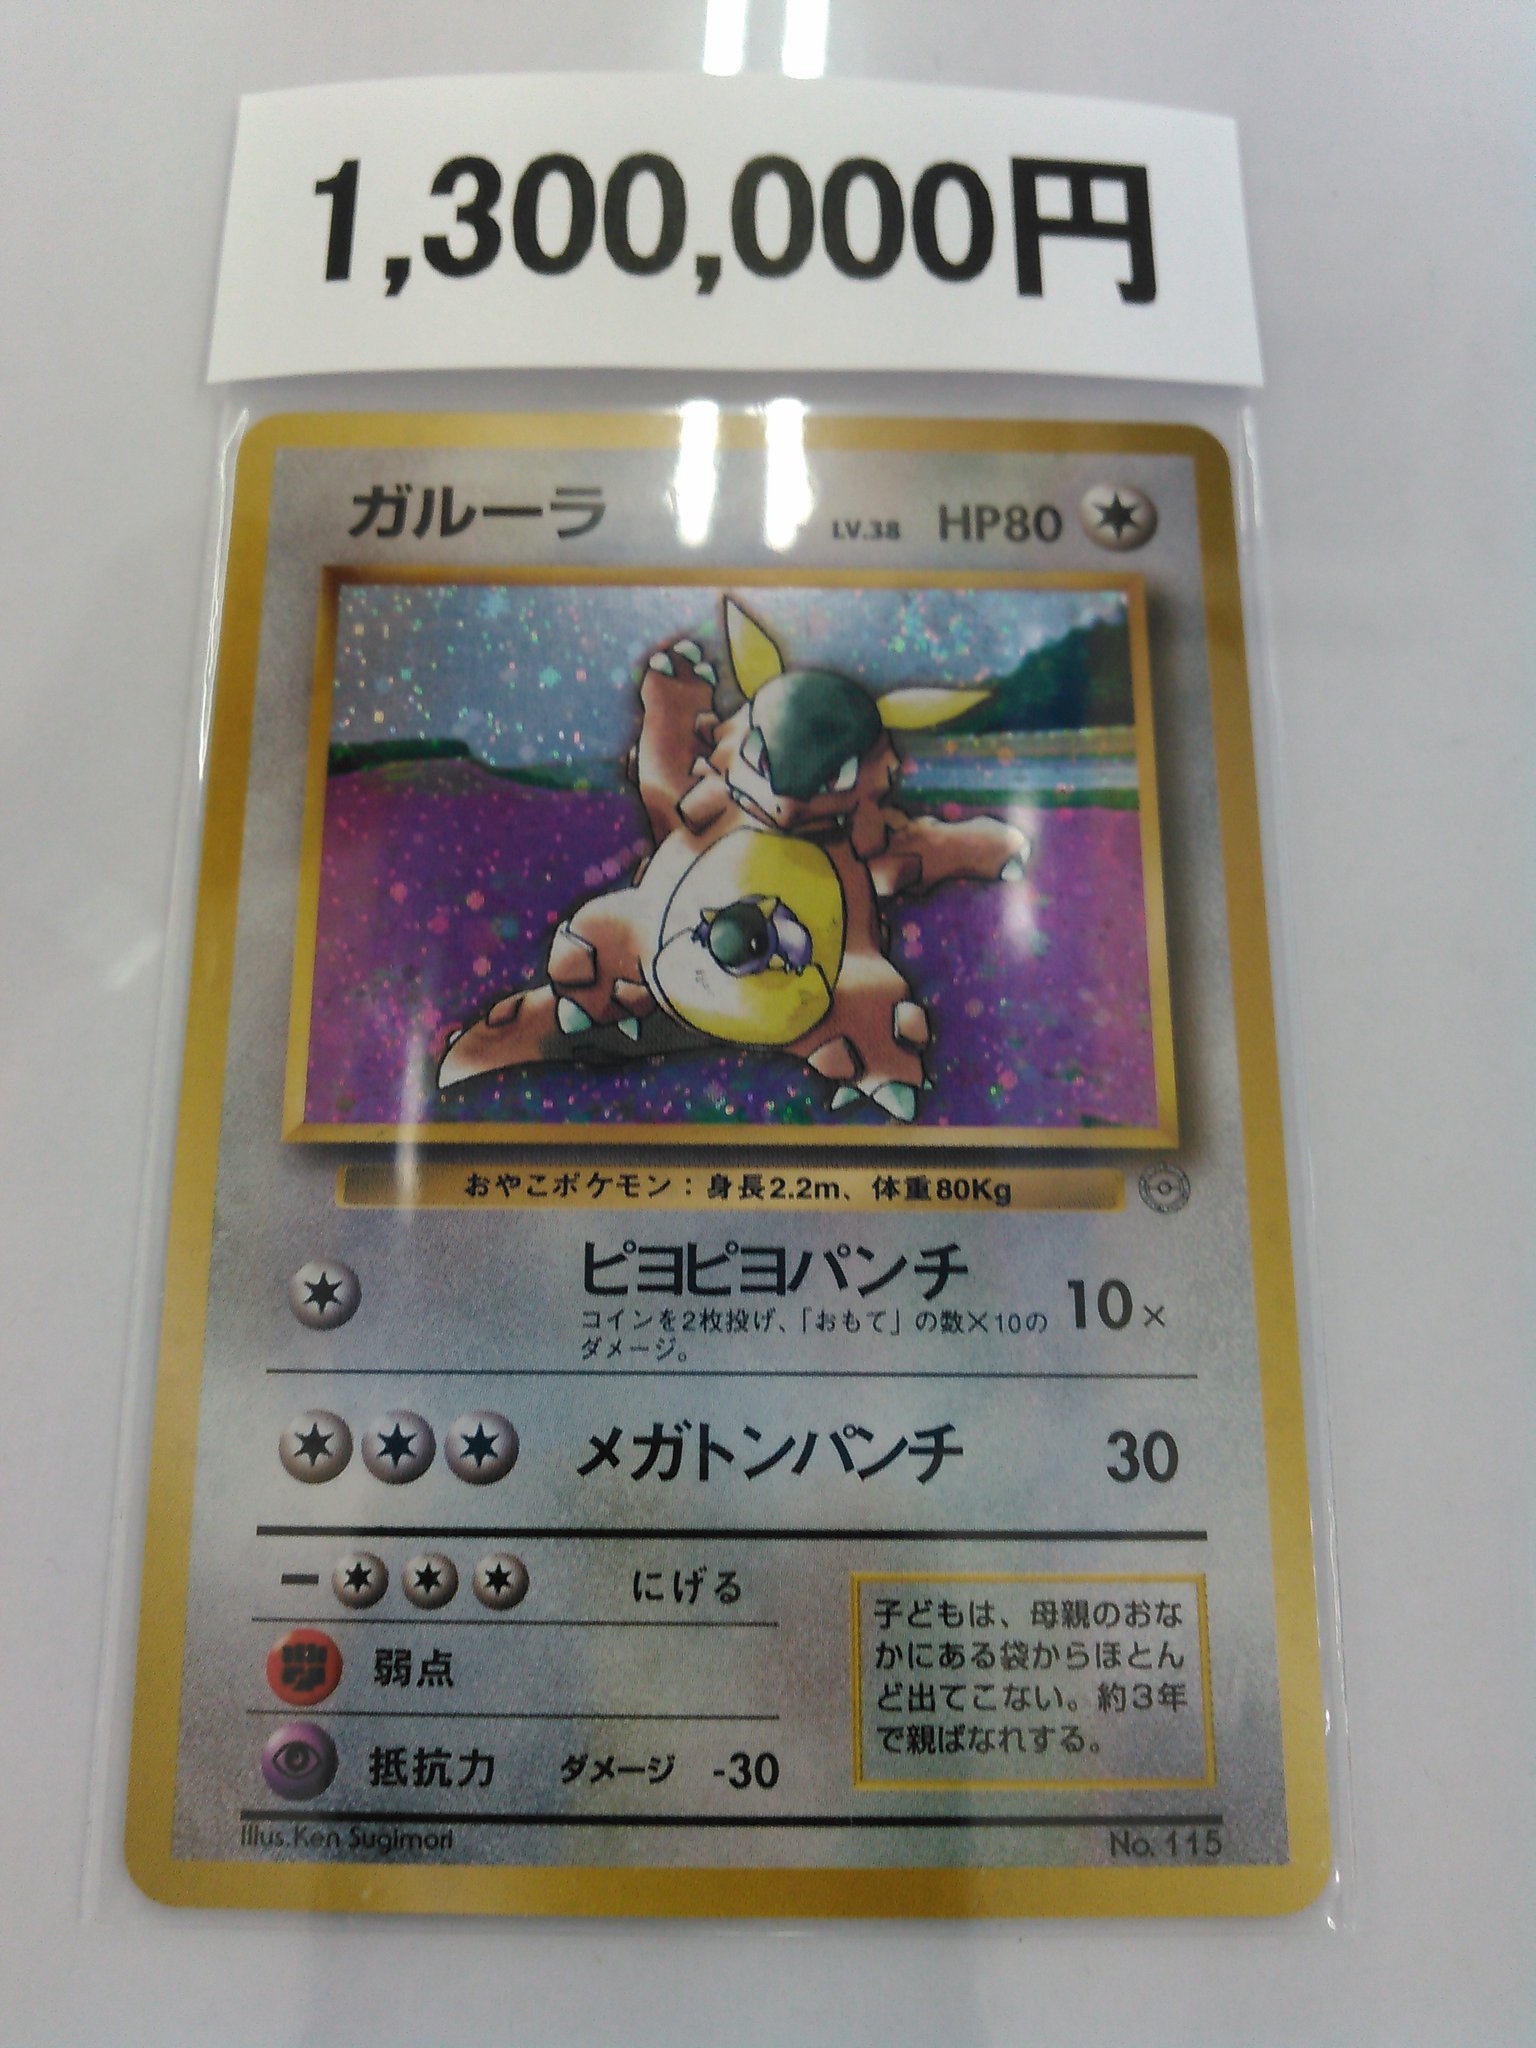 1,300,000円
ガルーラ LV.38 HP80
おやこポケモン：身長2.2m、体重80Kg
ピヨピヨパンチ 10×
コインを2枚投げ、「おもて」の数×10の
ダメージ。
メガトンパンチ 30
ー にげる
弱点
抵抗力 ダメージ -30
子どもは、母親のおな
かにある袋からほとん
ど出てこない。約3年
で親ばなれする。
Illus. Ken Sugimori No. 115